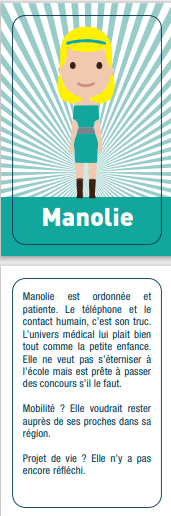 Manolie
Manolie est ordonnée et
patiente. Le téléphone et le
contact humain, c'est son truc.
L'univers médical lui plait bien
tout comme la petite enfance.
Elle ne veut pas s'éterniser à
l'école mais est prête à passer
des concours s'il le faut.
Mobilité ? Elle voudrait rester
auprès de ses proches dans sa
région.
Projet de vie ? Elle n'y a pas
encore réfléchi.